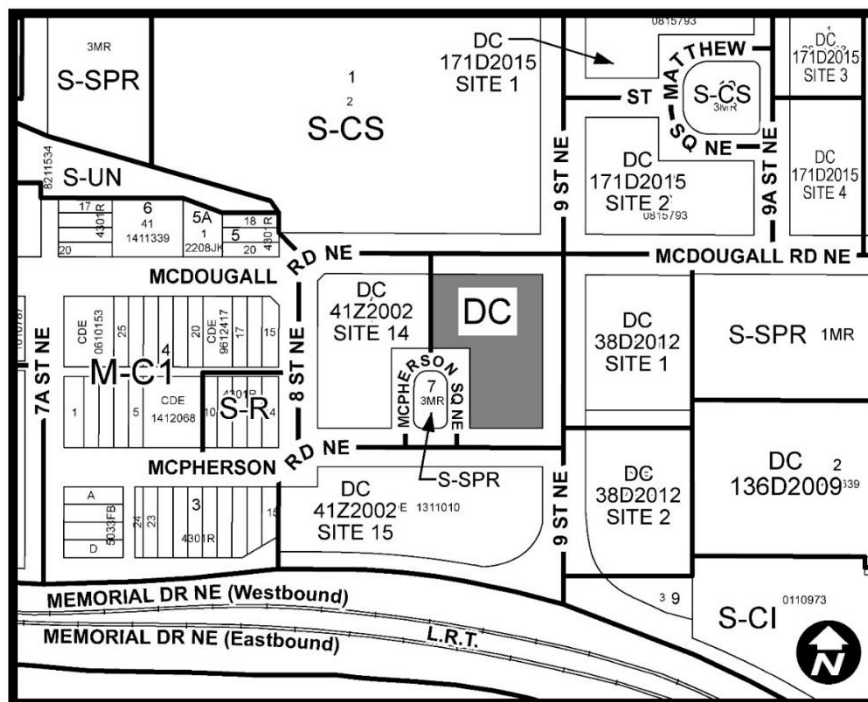 3MR
S-SPR
1
2
S-CS
DC
171D2015
SITE 1
0815793
MATTHEW
SQ NE
ST
S-CS
3MR
DC
171D2015
SITE 3
8211534
S-UN
9 ST NE
DC
171D2015
SITE 2
0815793
9A ST NE
DC
171D2015
SITE 4
17
4301R
20
6
41
1411339
5A
1
2208JK
18
5
20
4301R
MCDOUGALL RD NE
MCDOUGALL RD NE
CDE
0610153
25
4
20
CDE
9612417
17
15
M-C1
7A ST NE
8 ST NE
DC
41Z2002
SITE 14
DC
MCPHERSON SQ NE
7
3MR
DC
38D2012
SITE 1
S-SPR
1MR
1
5
CDE
1412068
10
4301R
S-R
MCPHERSON RD NE
S-SPR
DC
41Z2002
SITE 15
1311010
9 ST NE
DC
38D2012
SITE 2
DC
136D2009
2
A
5033FB
D
24
23
3
4301R
MEMORIAL DR NE (Westbound)
MEMORIAL DR NE (Eastbound)
L.R.T.
3
9
S-CI
0110973
N